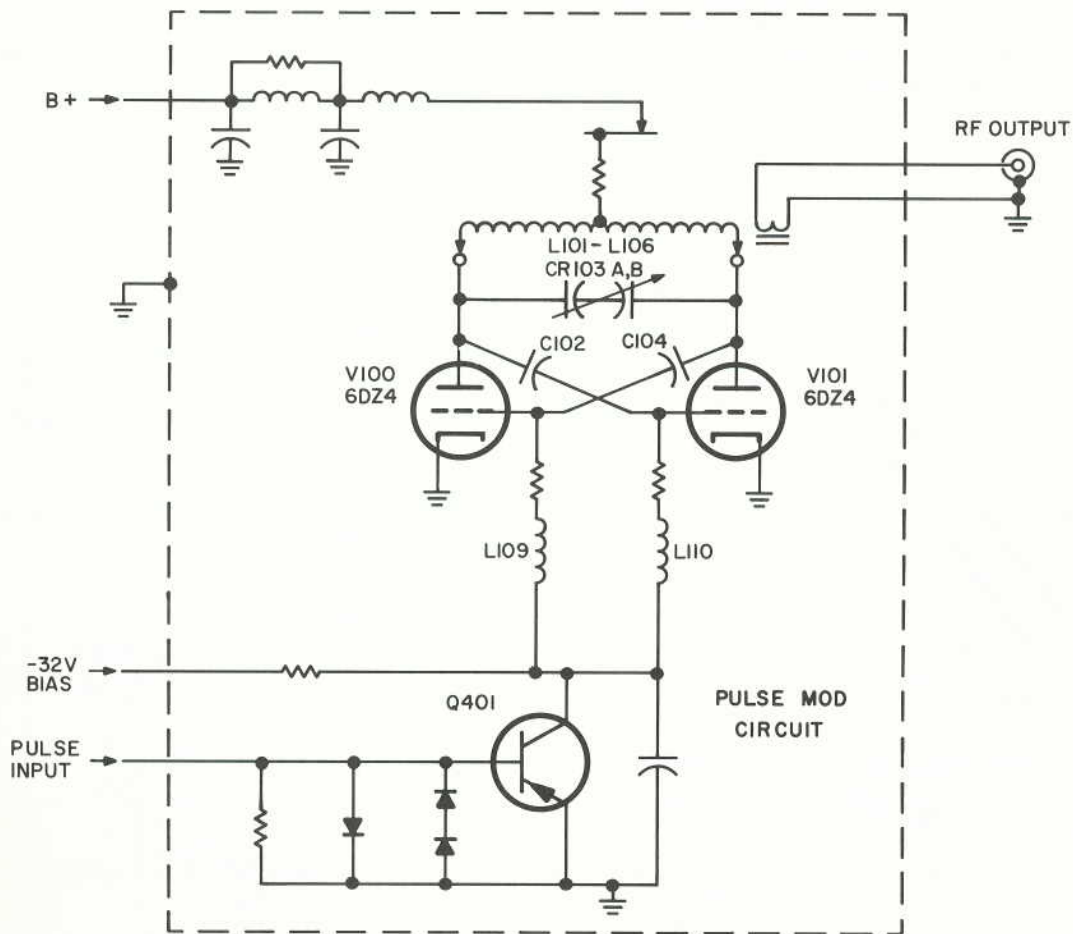 B+
RF OUTPUT
L101-L106
CR103 A,B
C102
C104
V100
6DZ4
V101
6DZ4
L109
L110
-32V
BIAS
Q401
PULSE MOD
CIRCUIT
PULSE
INPUT